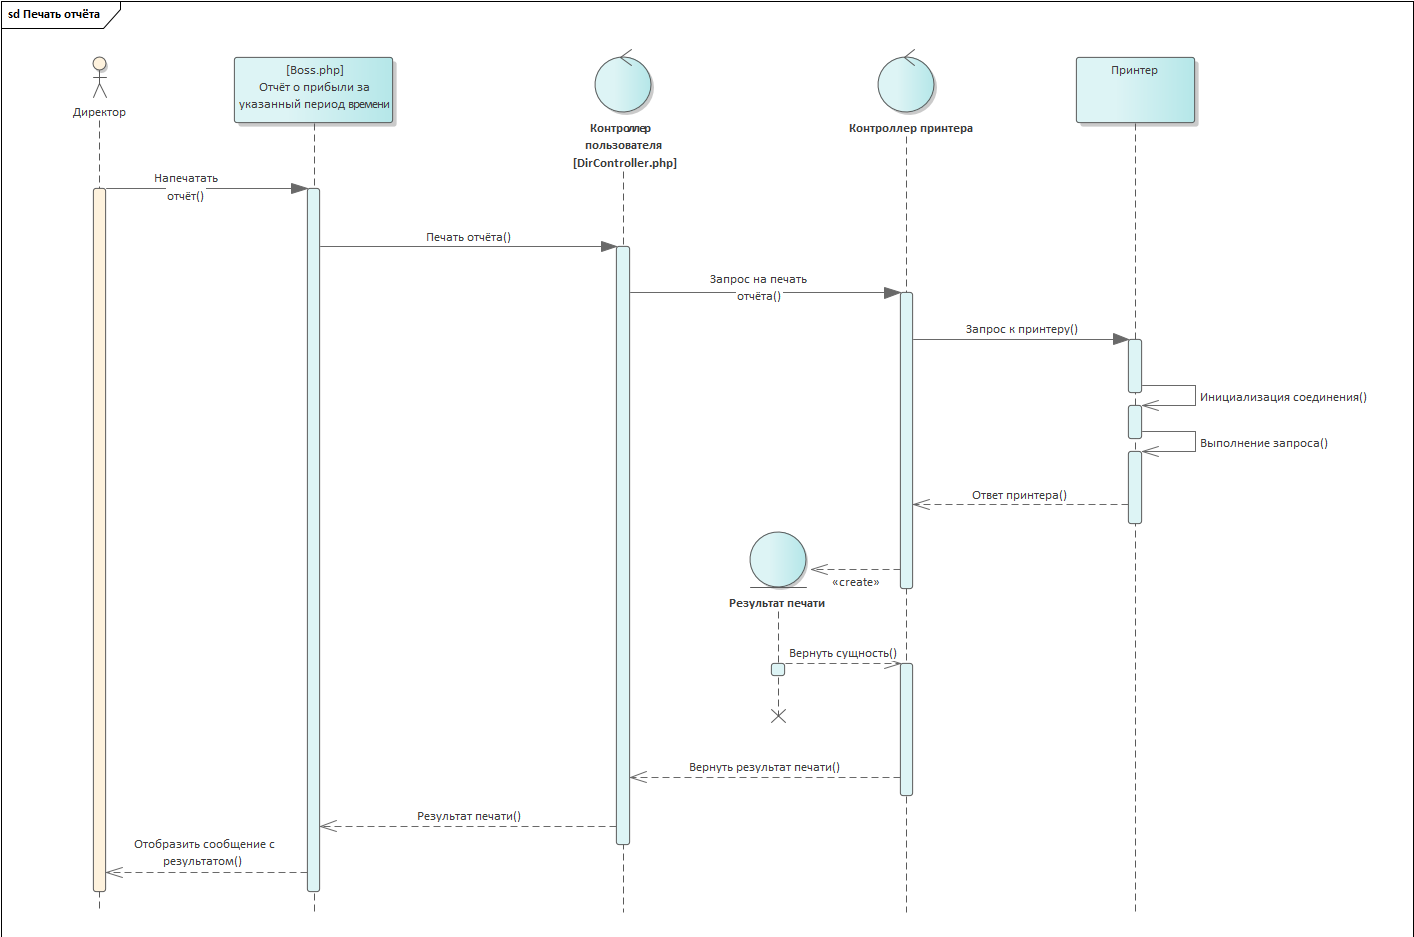 sd Печать отчёта
Директор
[Boss.php]
Отчёт о прибыли за
указанный период времени
Контроллер
пользователя
[DirController.php]
Контроллер принтера
Принтер
Напечатать
отчёт()
Печать отчёта()
Запрос на печать
отчёта()
Запрос к принтеру()
Инициализация соединения()
Выполнение запроса()
Ответ принтера()
«create»
Результат печати
Вернуть сущность()
Вернуть результат печати()
Результат печати()
Отобразить сообщение с
результатом()